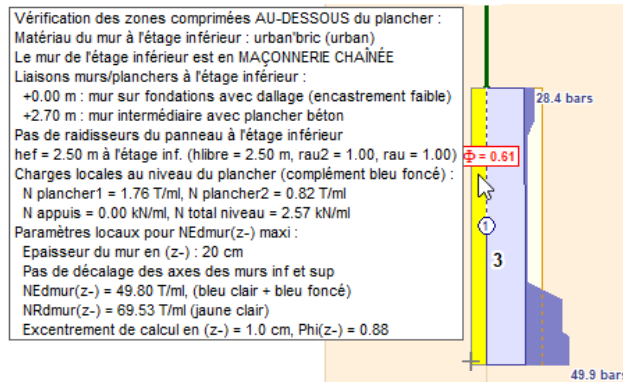 Vérification des zones comprimées AU-DESSOUS du plancher :
Matériau du mur à l'étage inférieur : urban'bric (urban)
Le mur de l'étage inférieur est en MAÇONNERIE CHAÎNÉE
Liaisons murs/planchers à l'étage inférieur :
+0.00 m : mur sur fondations avec dallage (encastrement faible)
+2.70 m : mur intermédiaire avec plancher béton
Pas de raidisseurs du panneau à l'étage inférieur
hef = 2.50 m à l'étage inf. (hlibre = 2.50 m, rau2 = 1.00, rau = 1.00)
Charges locales au niveau du plancher (complément bleu foncé) :
N plancher1 = 1.76 T/ml, N plancher2 = 0.82 T/ml
N appuis = 0.00 kN/ml, N total niveau = 2.57 kN/ml
Paramètres locaux pour NEdmur(z-) maxi :
Epaisseur du mur en (z-) : 20 cm
Pas de décalage des axes des murs inf et sup
NEdmur(z-) = 49.80 T/ml, (bleu clair + bleu foncé)
NRdmur(z-) = 69.53 T/ml (jaune clair)
Excentrement de calcul en (z-) = 1.0 cm, Phi(z-) = 0.88
28.4 bars
Φ = 0.61
1
3
49.9 bars